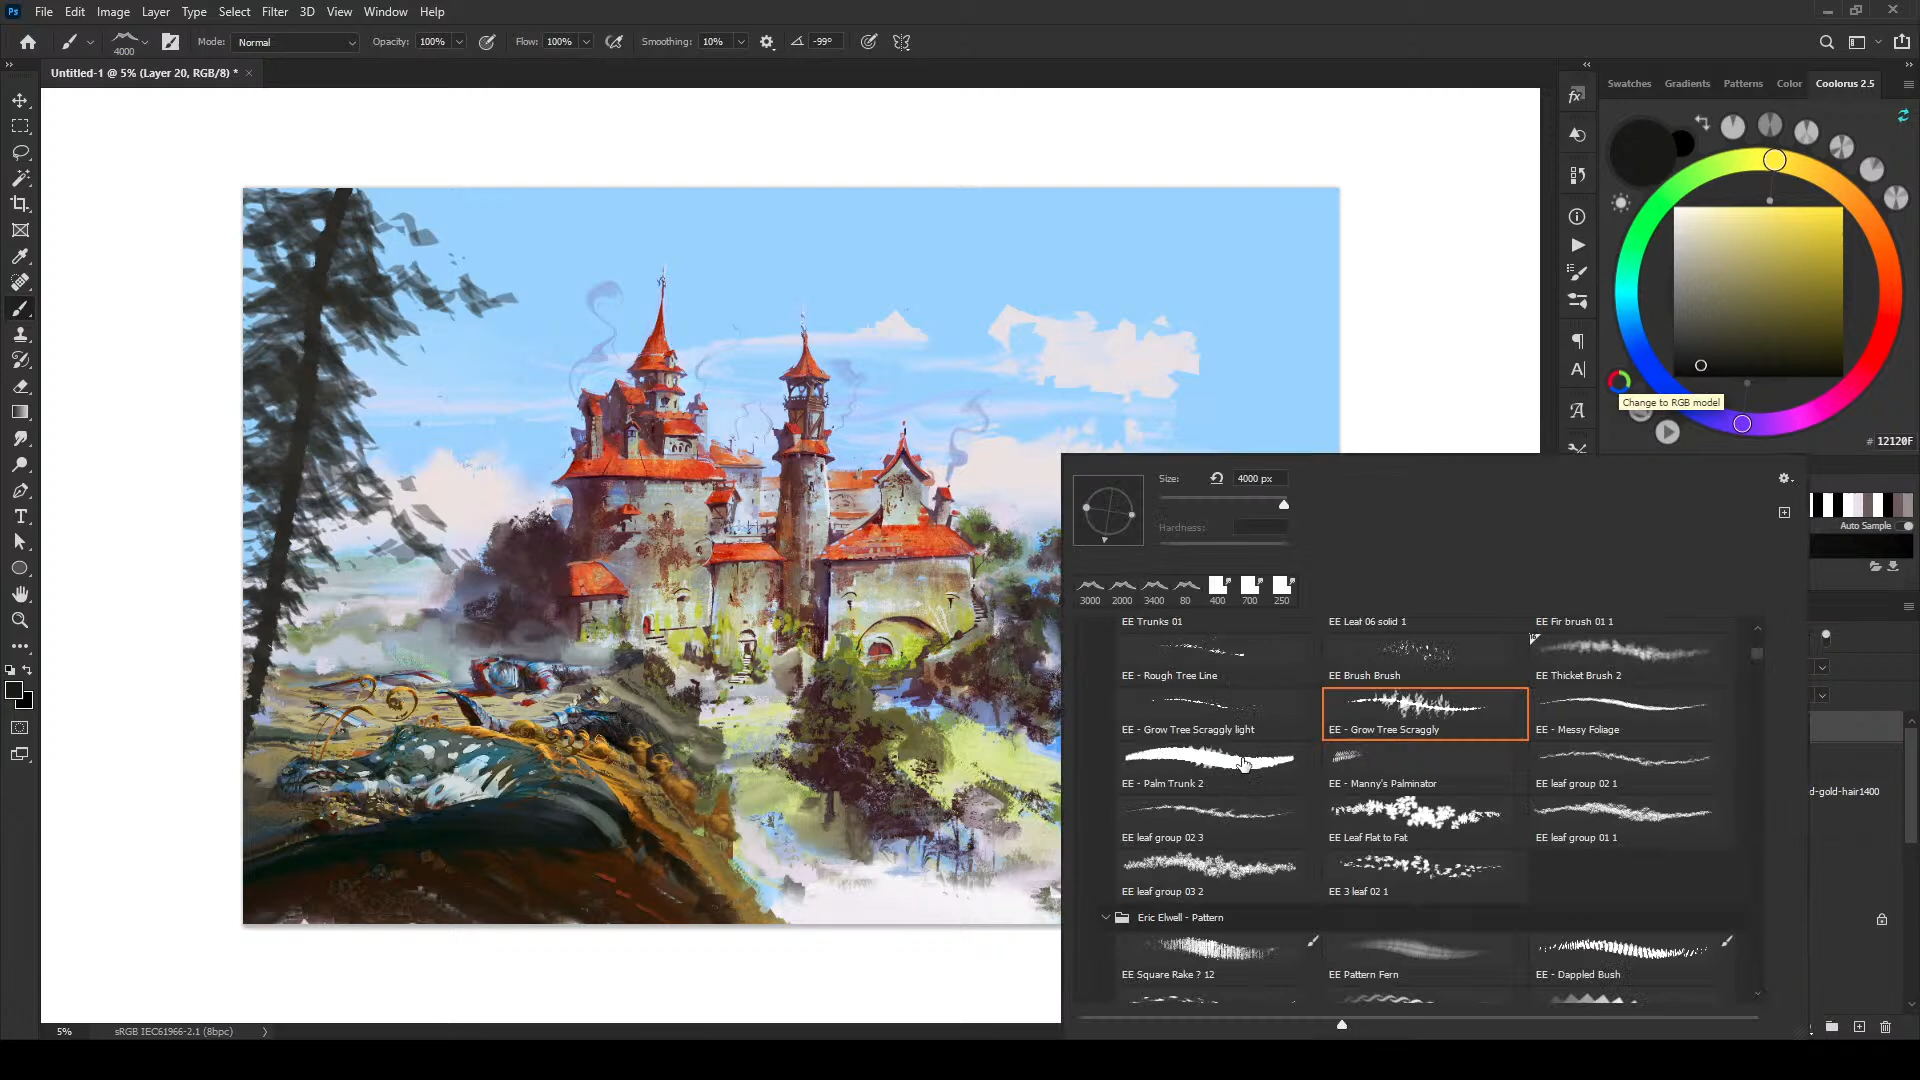 Ps File Edit Image Layer Type Select Filter 3D View Window Help
4000 Mode: Normal Opacity: 100% Flow: 100% Smoothing: 10% -99°
Untitled-1 @ 5% (Layer 20, RGB/8) *
Swatches Gradients Patterns Color Coolorus 2.5
Change to RGB model
# 12120F
Size: 4000 px
Hardness:
Auto Sample
3000 2000 3400 80 400 700 250
EE Trunks 01 EE Leaf 06 solid 1 EE Fir brush 01 1
EE - Rough Tree Line EE Brush Brush EE Thicket Brush 2
EE - Grow Tree Scraggly light EE - Grow Tree Scraggly EE - Messy Foliage
EE - Palm Trunk 2 EE - Manny's Palminator EE leaf group 02 1
d-gold-hair1400
EE leaf group 02 3 EE Leaf Flat to Fat EE leaf group 01 1
EE leaf group 03 2 EE 3 leaf 02 1
Eric Elwell - Pattern
EE Square Rake ? 12 EE Pattern Fern EE - Dappled Bush
5% sRGB IEC61966-2.1 (8bpc)